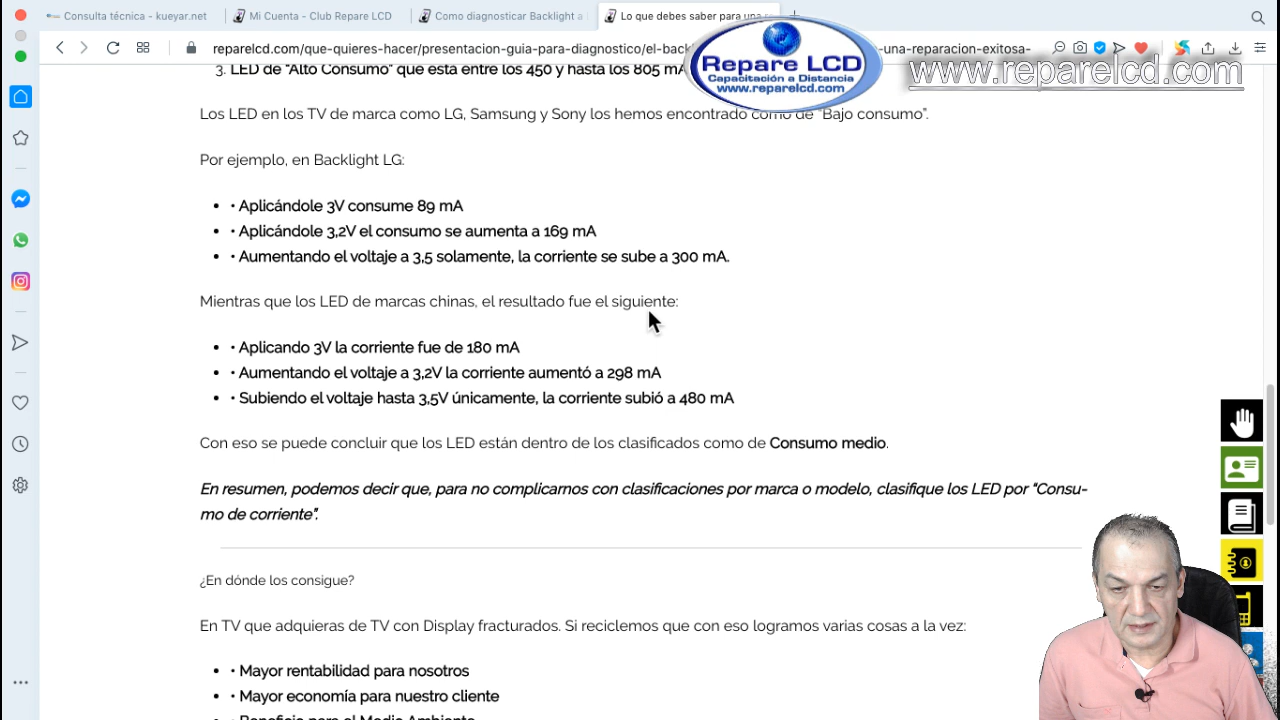 Consulta técnica - kueyar.net
Mi Cuenta - Club Repare LCD
Como diagnosticar Backlight a
Lo que debes saber para una
reparelcd.com/que-quieres-hacer/presentacion-guia-para-diagnostico/el-back
una-reparacion-exitosa-
Repare LCD
Capacitación a Distancia
www.reparelcd.com
www.reparelcd.com
3. LED de "Alto Consumo" que está entre los 450 y hasta los 805 mA
Los LED en los TV de marca como LG, Samsung y Sony los hemos encontrado como de "Bajo consumo".
Por ejemplo, en Backlight LG:
• • Aplicándole 3V consume 89 mA
• • Aplicándole 3,2V el consumo se aumenta a 169 mA
• • Aumentando el voltaje a 3,5 solamente, la corriente se sube a 300 mA.
Mientras que los LED de marcas chinas, el resultado fue el siguiente:
• • Aplicando 3V la corriente fue de 180 mA
• • Aumentando el voltaje a 3,2V la corriente aumentó a 298 mA
• • Subiendo el voltaje hasta 3,5V únicamente, la corriente subió a 480 mA
Con eso se puede concluir que los LED están dentro de los clasificados como de Consumo medio.
En resumen, podemos decir que, para no complicarnos con clasificaciones por marca o modelo, clasifique los LED por "Consu-
mo de corriente".
¿En dónde los consigue?
En TV que adquieras de TV con Display fracturados. Si reciclemos que con eso logramos varias cosas a la vez:
• • Mayor rentabilidad para nosotros
• • Mayor economía para nuestro cliente
• • Beneficio para el Medio Ambiente